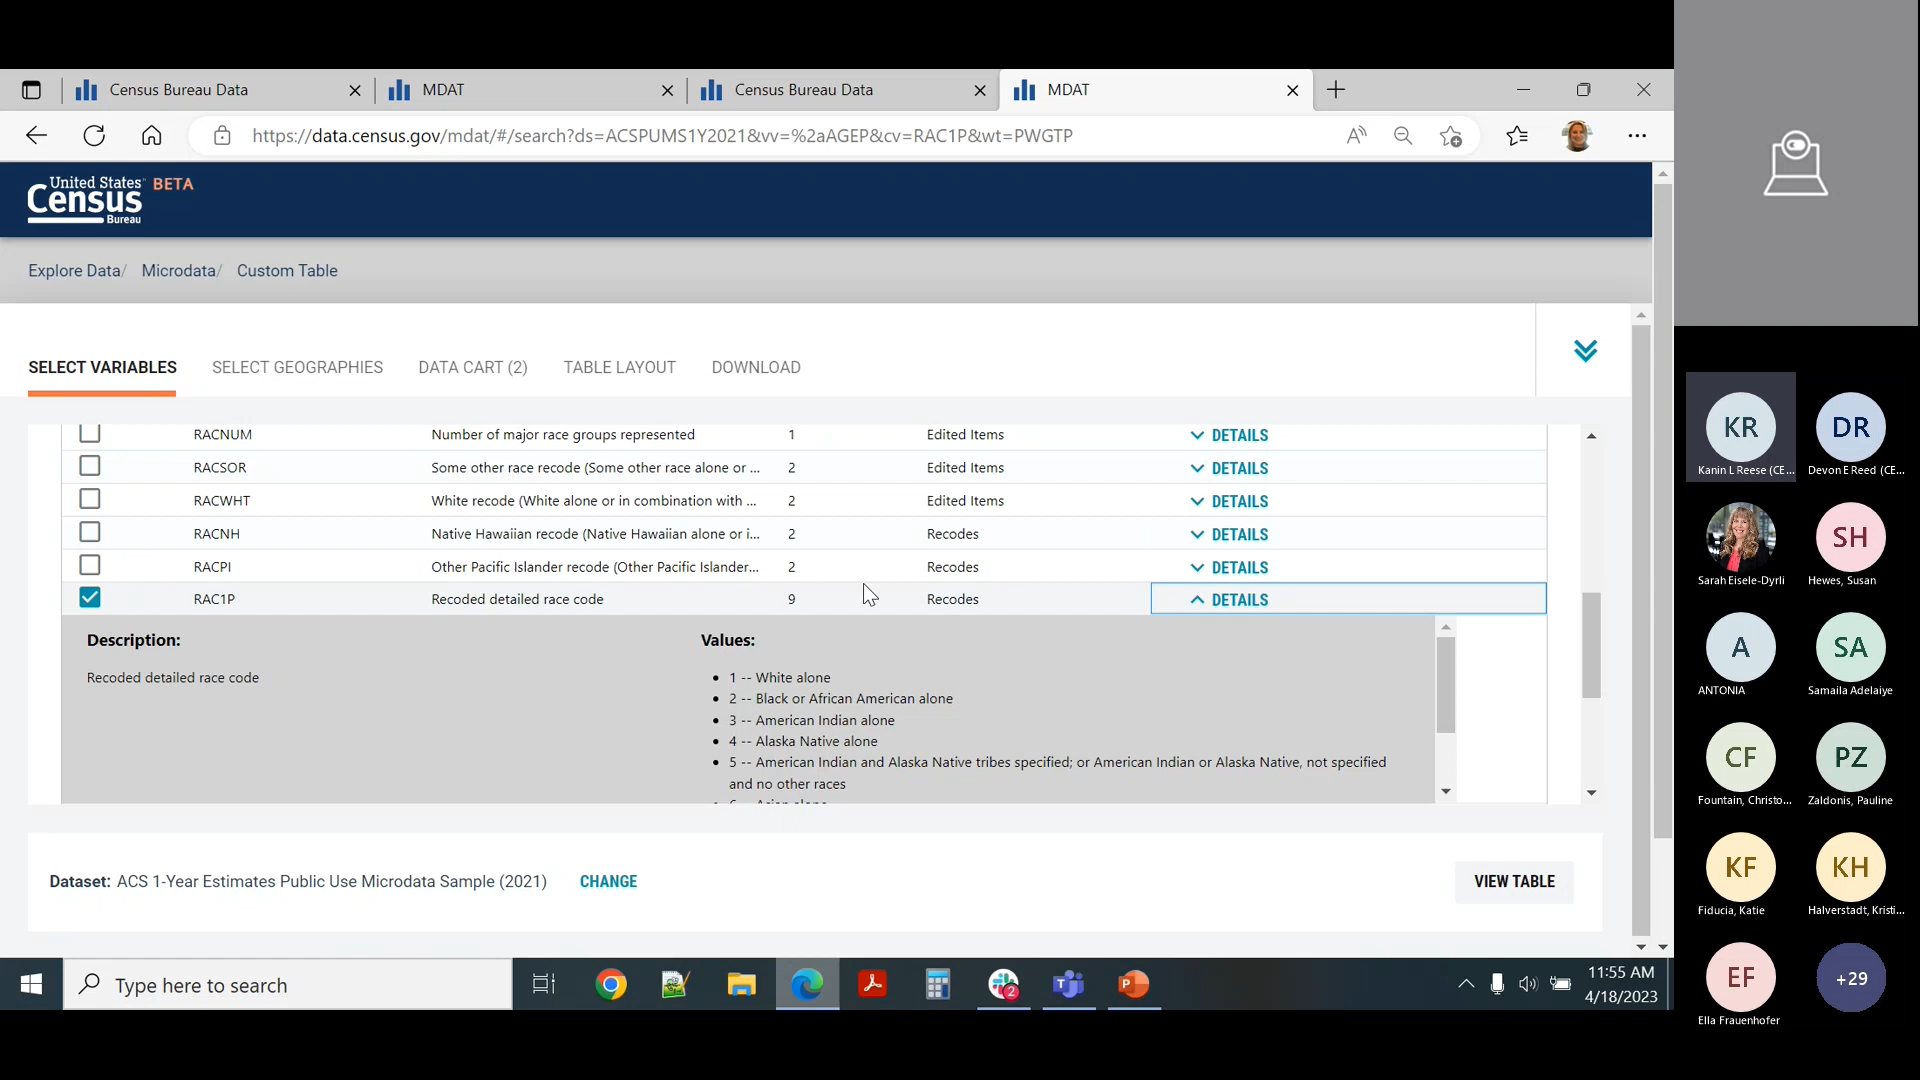 Census Bureau Data
MDAT
Census Bureau Data
MDAT
https://data.census.gov/mdat/#/search?ds=ACSPUMS1Y2021&vv=%2aAGEP&cv=RAC1P&wt=PWGTP
United States™ BETA
Census
Bureau
Explore Data/ Microdata/ Custom Table
SELECT VARIABLES SELECT GEOGRAPHIES DATA CART (2) TABLE LAYOUT DOWNLOAD
RACNUM Number of major race groups represented 1 Edited Items DETAILS
RACSOR Some other race recode (Some other race alone or ... 2 Edited Items DETAILS
RACWHT White recode (White alone or in combination with ... 2 Edited Items DETAILS
RACNH Native Hawaiian recode (Native Hawaiian alone or i... 2 Recodes DETAILS
RACPI Other Pacific Islander recode (Other Pacific Islander... 2 Recodes DETAILS
RAC1P Recoded detailed race code 9 Recodes DETAILS
Description:
Recoded detailed race code
Values:
• 1 -- White alone
• 2 -- Black or African American alone
• 3 -- American Indian alone
• 4 -- Alaska Native alone
• 5 -- American Indian and Alaska Native tribes specified; or American Indian or Alaska Native, not specified
and no other races
Dataset: ACS 1-Year Estimates Public Use Microdata Sample (2021) CHANGE
VIEW TABLE
Type here to search
2
11:55 AM
4/18/2023
KR
Kanin L Reese (CE...
DR
Devon E Reed (CE...
Sarah Eisele-Dyrli
SH
Hewes, Susan
A
ANTONIA
SA
Samaila Adelaiye
CF
Fountain, Christo...
PZ
Zaldonis, Pauline
KF
Fiducia, Katie
KH
Halverstadt, Kristi...
EF
Ella Frauenhofer
+29